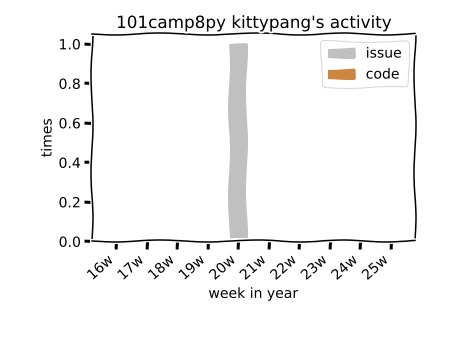 101camp8py kittypang's activity
issue
code
times
1.0
0.8
0.6
0.4
0.2
0.0
16w 17w 18w 19w 20w 21w 22w 23w 24w 25w
week in year